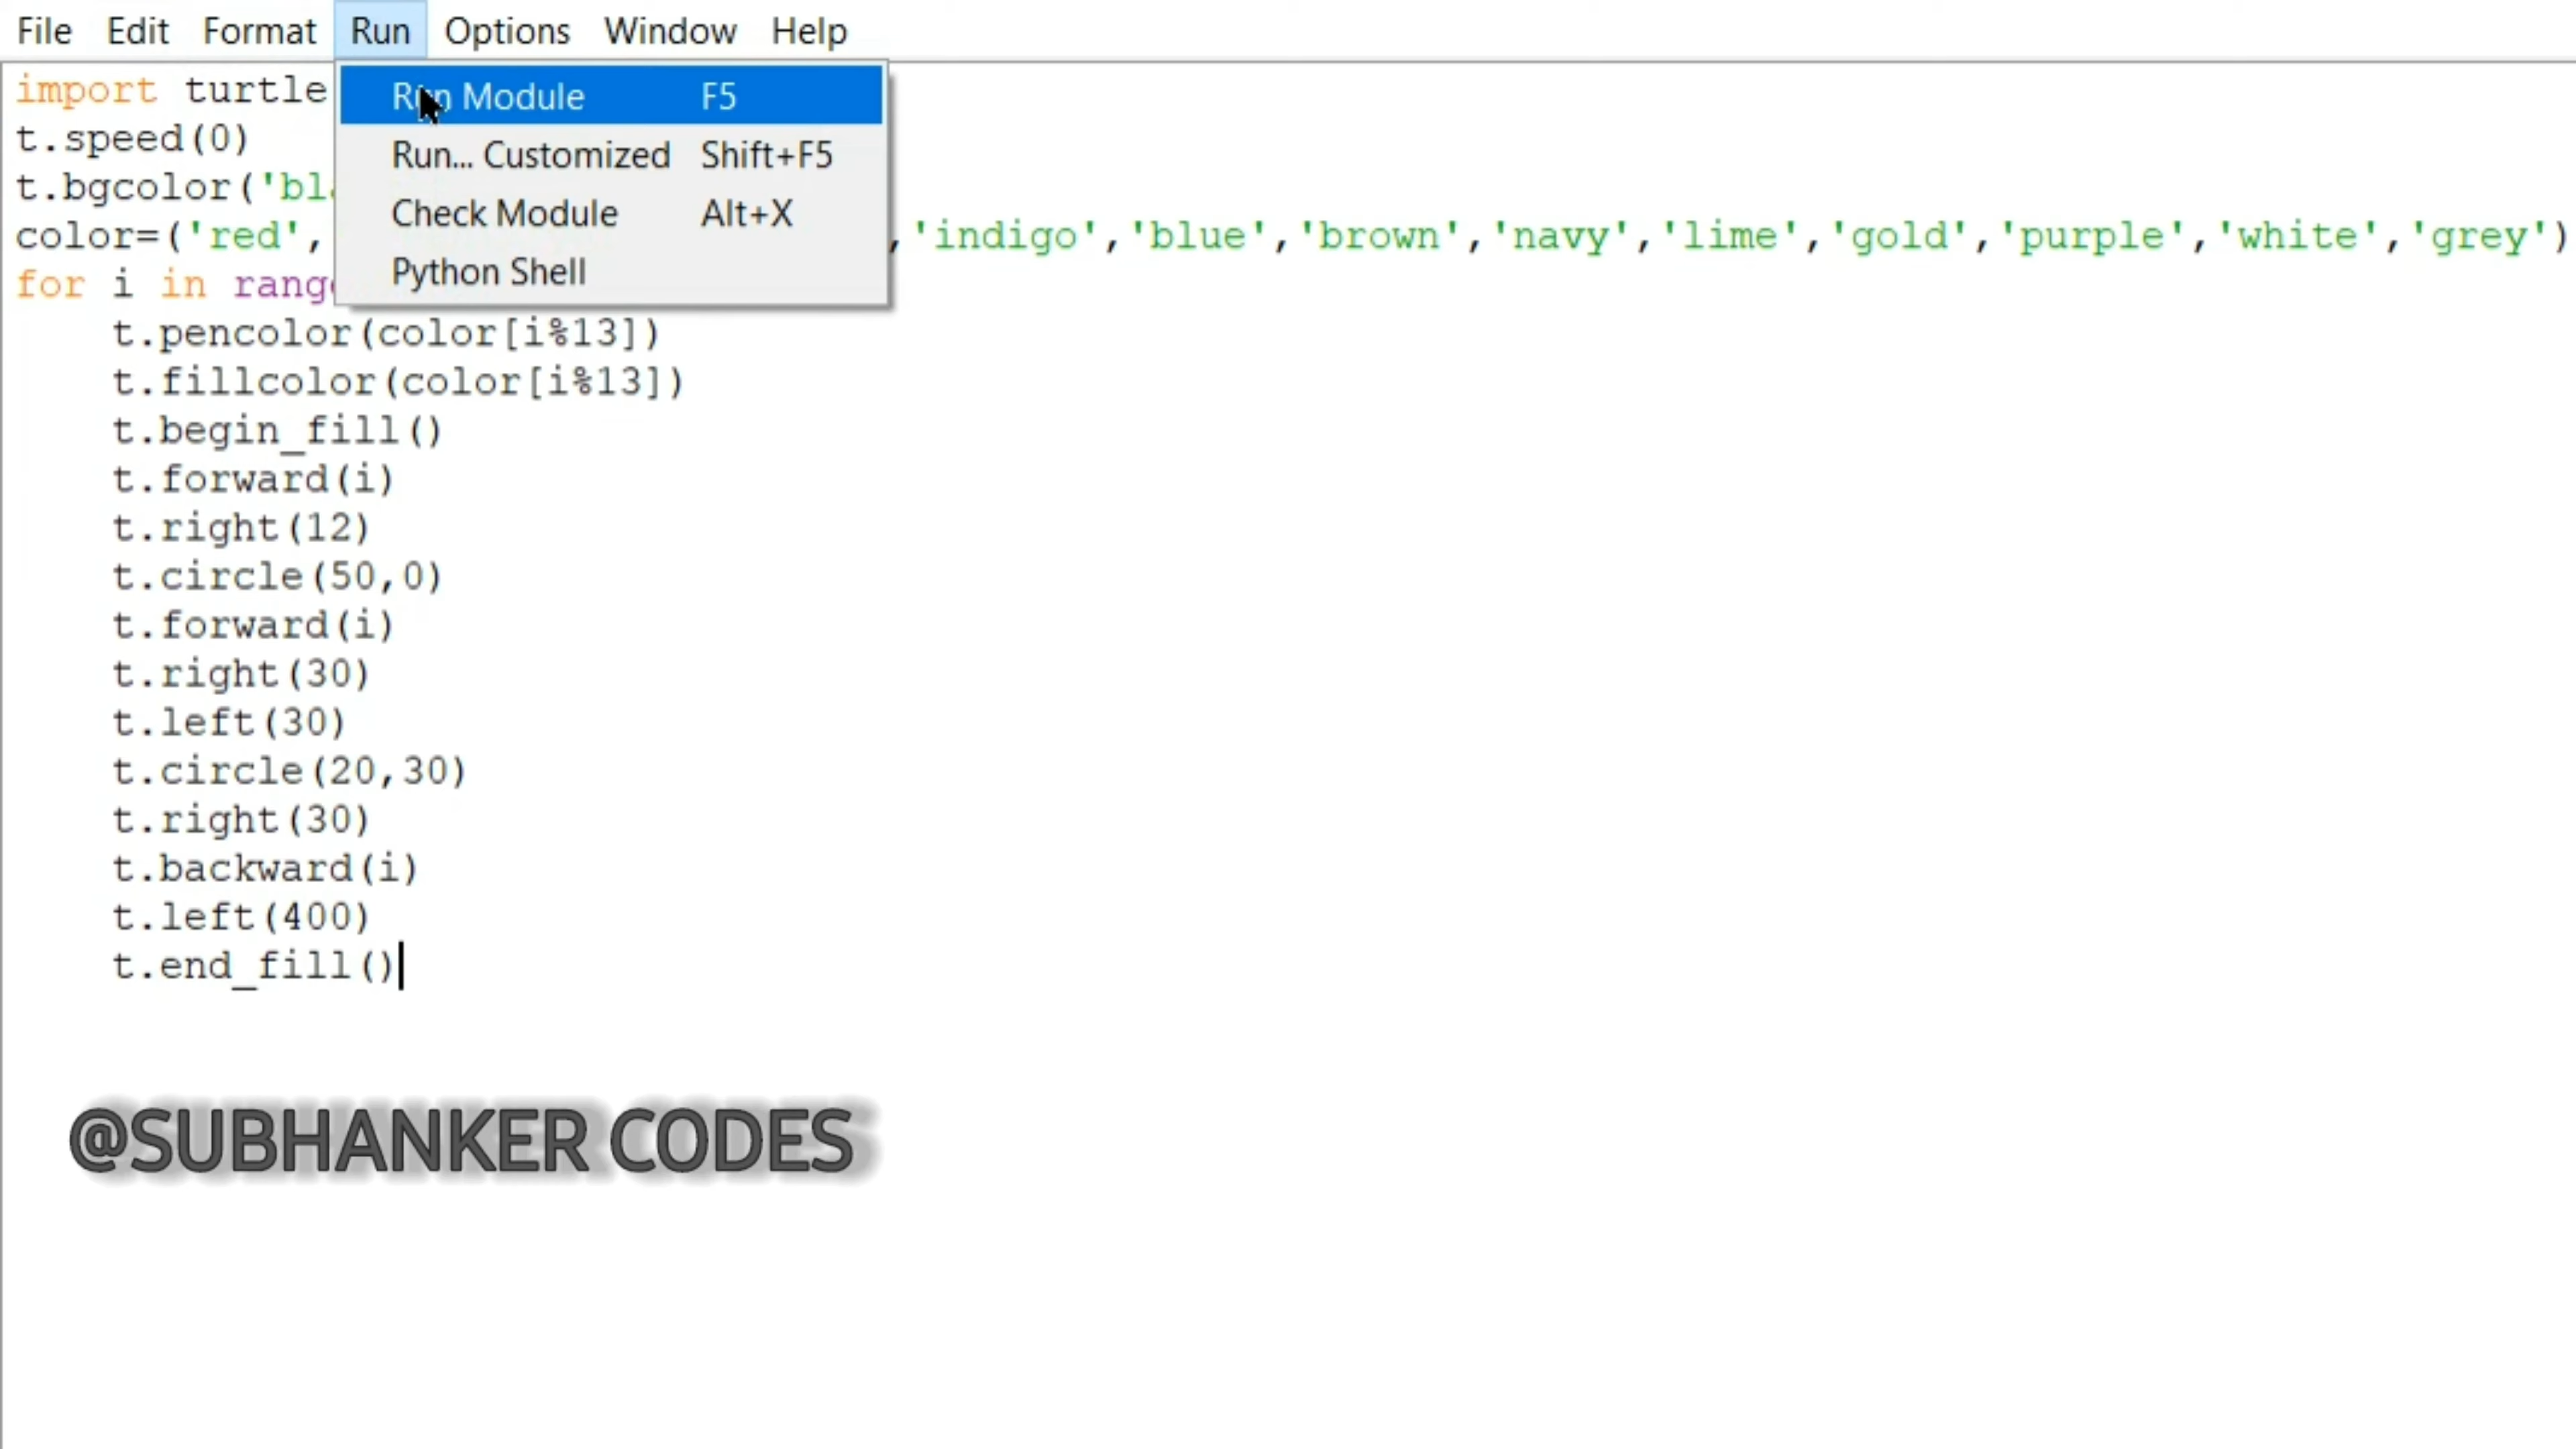 File Edit Format Run Options Window Help
import turtle
Run Module F5
t.speed(0)
Run... Customized Shift+F5
t.bgcolor('bl
Check Module Alt+X
color=('red', ,'indigo','blue','brown','navy','lime','gold','purple','white','grey')
Python Shell
for i in rang
t.pencolor(color[i%13])
t.fillcolor(color[i%13])
t.begin_fill()
t.forward(i)
t.right(12)
t.circle(50,0)
t.forward(i)
t.right(30)
t.left(30)
t.circle(20,30)
t.right(30)
t.backward(i)
t.left(400)
t.end_fill()
@SUBHANKER CODES